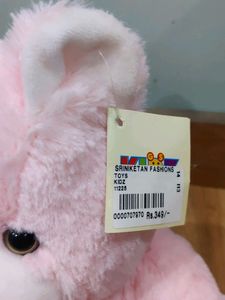 SRINIKETAN FASHIONS
TOYS
KIDZ
11225
0000707970 Rs.349/-